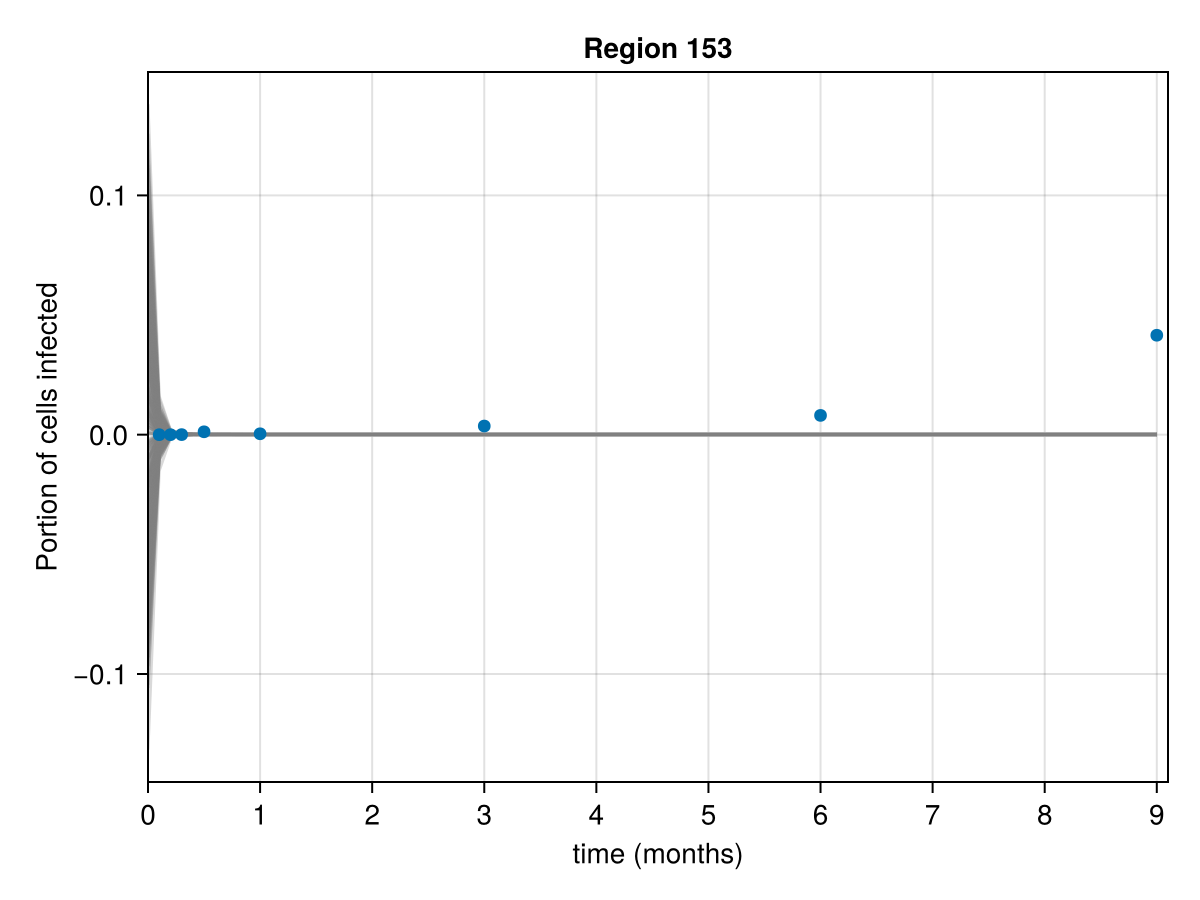 Region 153
Portion of cells infected
0.1
0.0
−0.1
0 1 2 3 4 5 6 7 8 9
time (months)